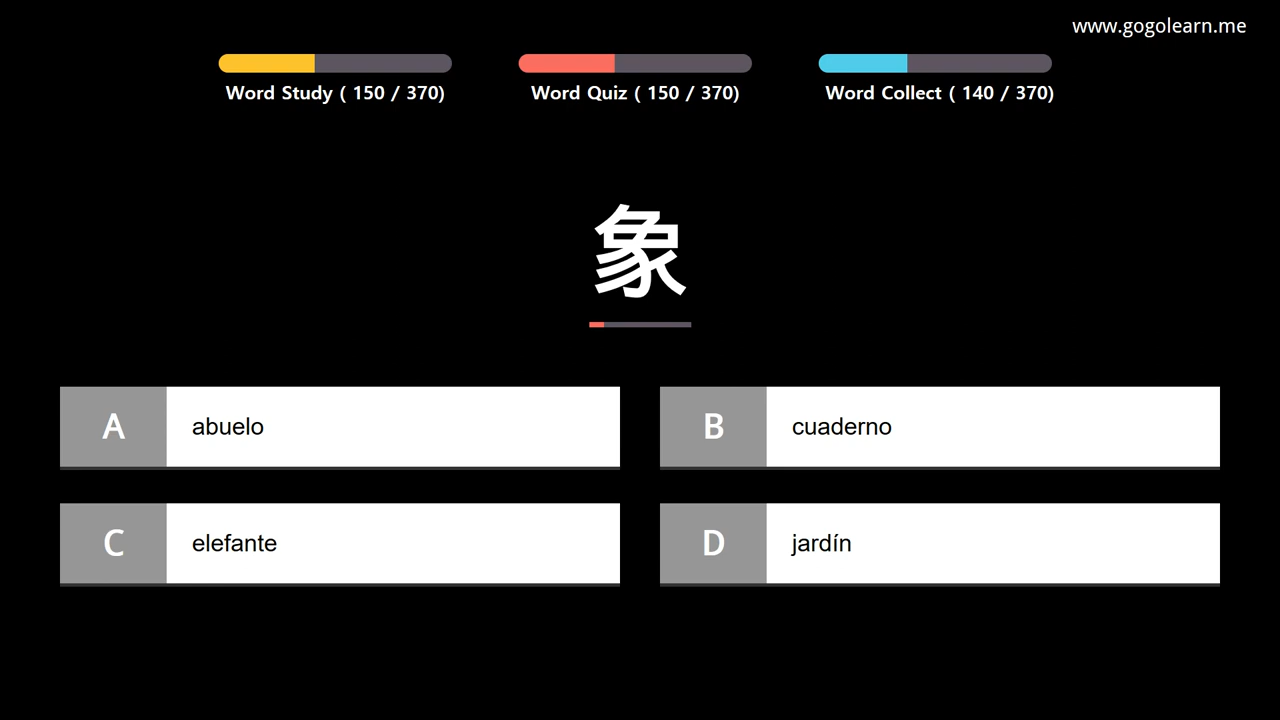 www.gogolearn.me
Word Study ( 150 / 370)
Word Quiz ( 150 / 370)
Word Collect ( 140 / 370)
象
A abuelo
B cuaderno
C elefante
D jardín